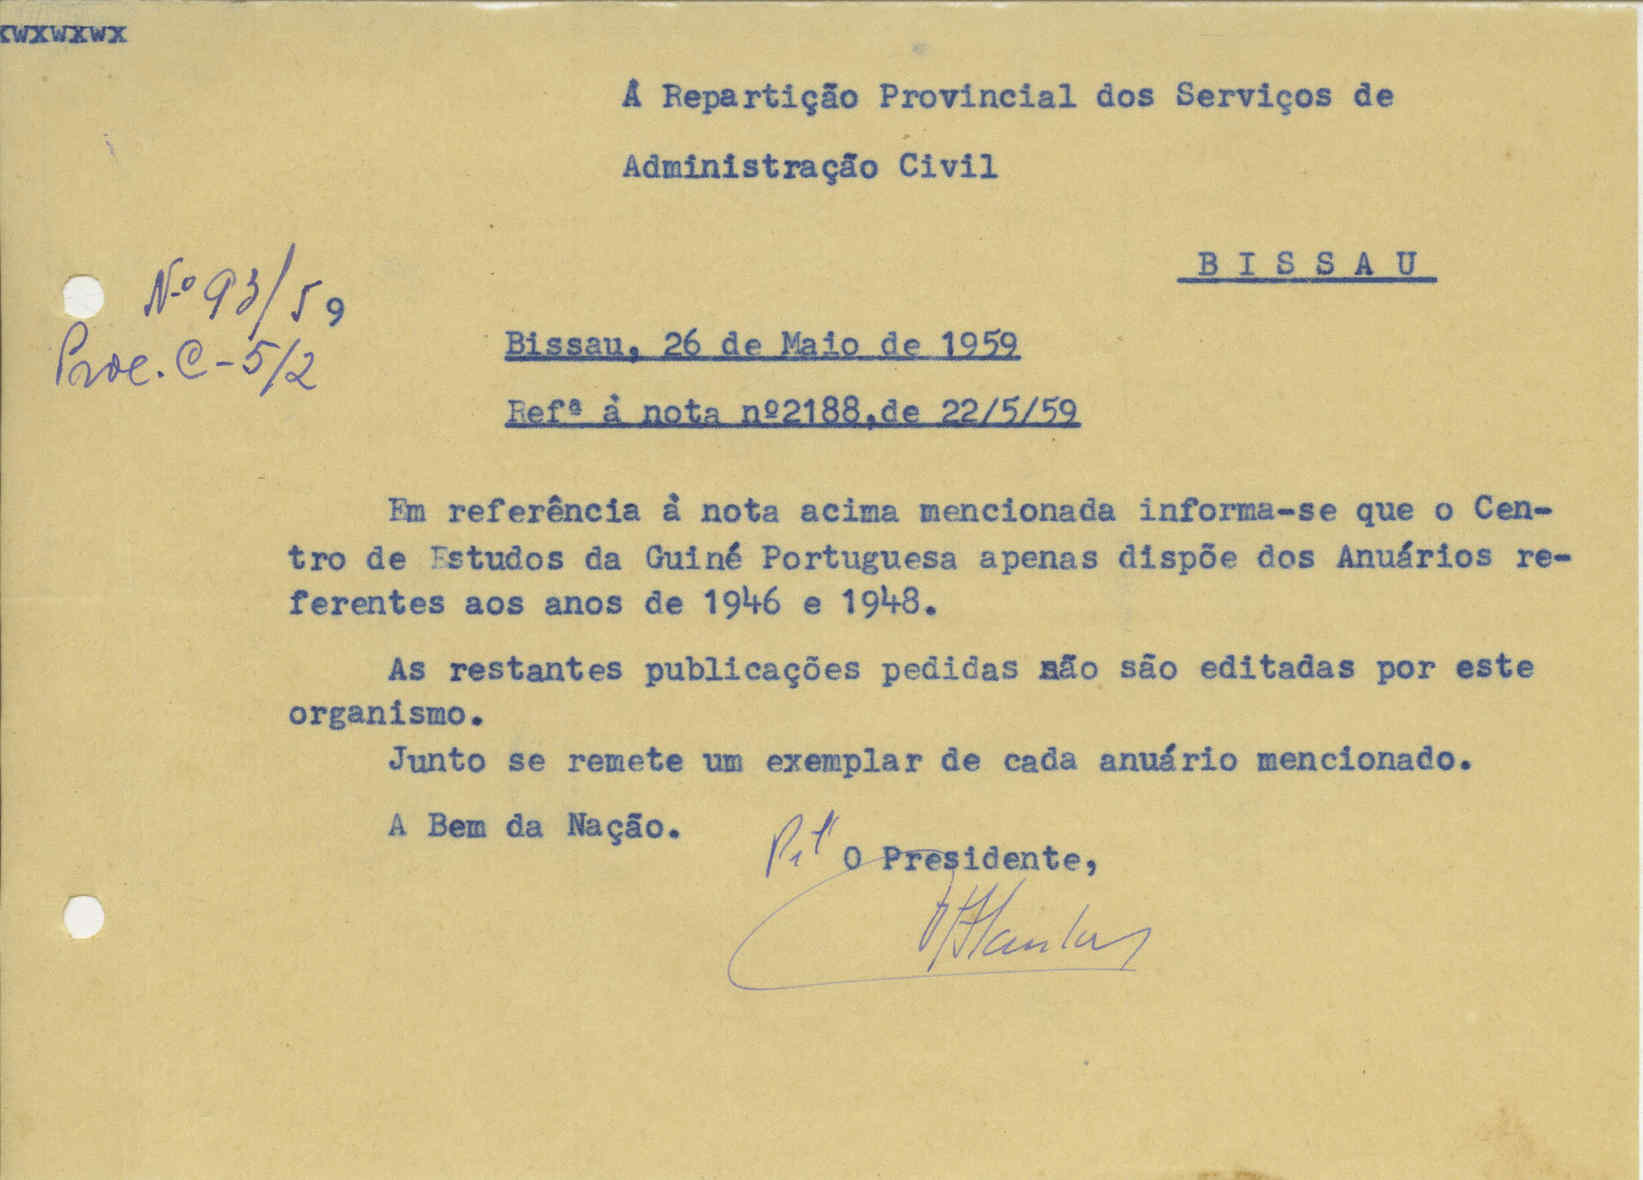 xwxwxwx
À Repartição Provincial dos Serviços de
Administração Civil
B I S S A U
Nº 93/59
Proc. C-5/2
Bissau, 26 de Maio de 1959
Refª à nota nº2188,de 22/5/59
Em referência à nota acima mencionada informa-se que o Cen-
tro de Estudos da Guiné Portuguesa apenas dispõe dos Anuários re-
ferentes aos anos de 1946 e 1948.
As restantes publicações pedidas não são editadas por este
organismo.
Junto se remete um exemplar de cada anuário mencionado.
A Bem da Nação.
O Presidente,